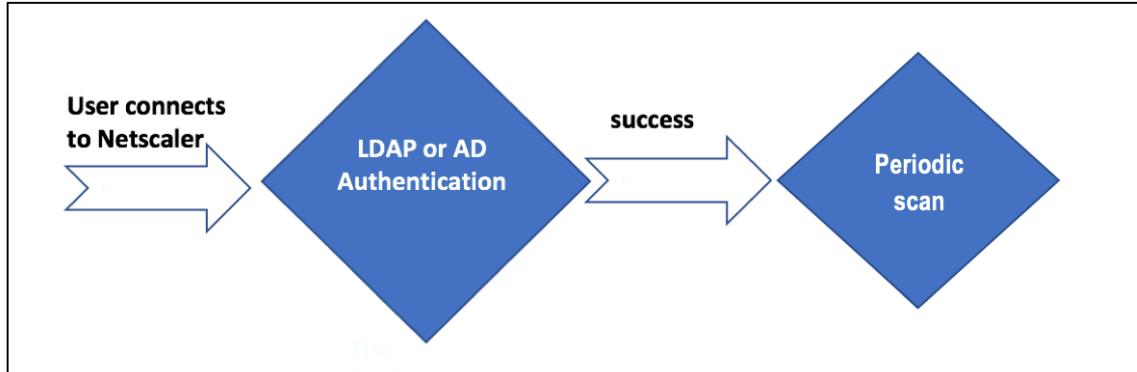 User connects
to Netscaler
LDAP or AD
Authentication
success
Periodic
scan